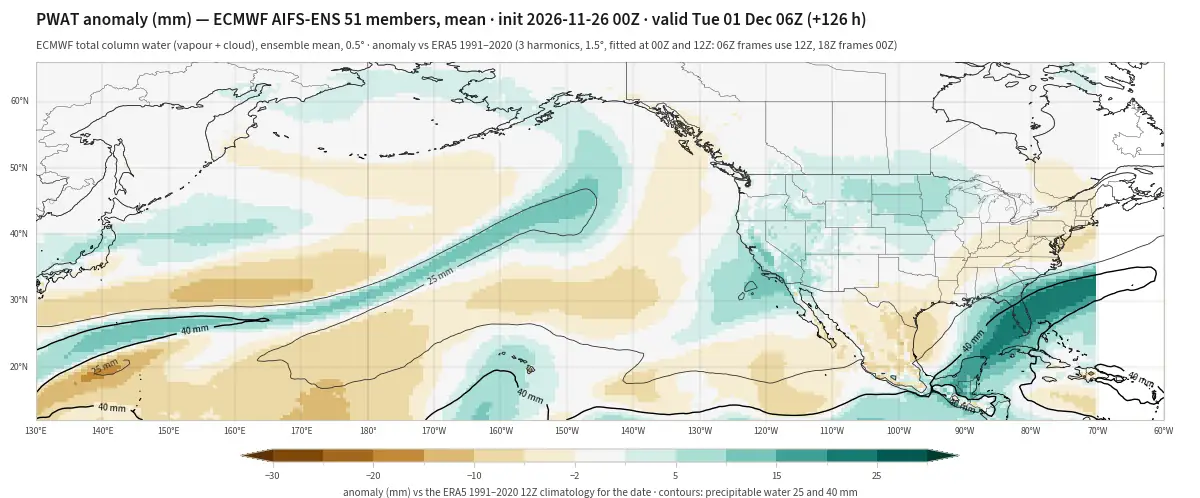 PWAT anomaly (mm) — ECMWF AIFS-ENS 51 members, mean · init 2026-11-26 00Z · valid Tue 01 Dec 06Z (+126 h)
ECMWF total column water (vapour + cloud), ensemble mean, 0.5° · anomaly vs ERA5 1991–2020 (3 harmonics, 1.5°, fitted at 00Z and 12Z: 06Z frames use 12Z, 18Z frames 00Z)
60°N
50°N
40°N
30°N
20°N
25 mm
40 mm
25 mm
40 mm
40 mm
40 mm
40 mm
130°E 140°E 150°E 160°E 170°E 180° 170°W 160°W 150°W 140°W 130°W 120°W 110°W 100°W 90°W 80°W 70°W 60°W
−30 −20 −10 −2 5 15 25
anomaly (mm) vs the ERA5 1991–2020 12Z climatology for the date · contours: precipitable water 25 and 40 mm